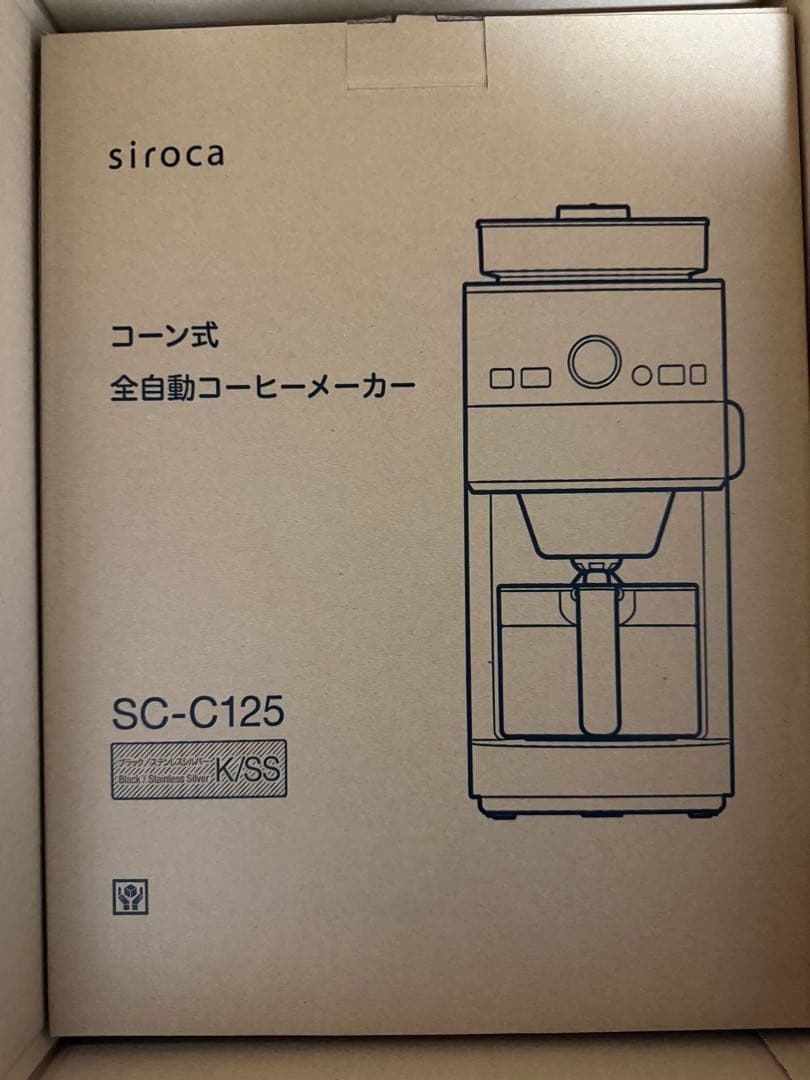 siroca
コーン式
全自動コーヒーメーカー
SC-C125
ブラック/ステンレスシルバー
Black / Stainless Silver
K/SS